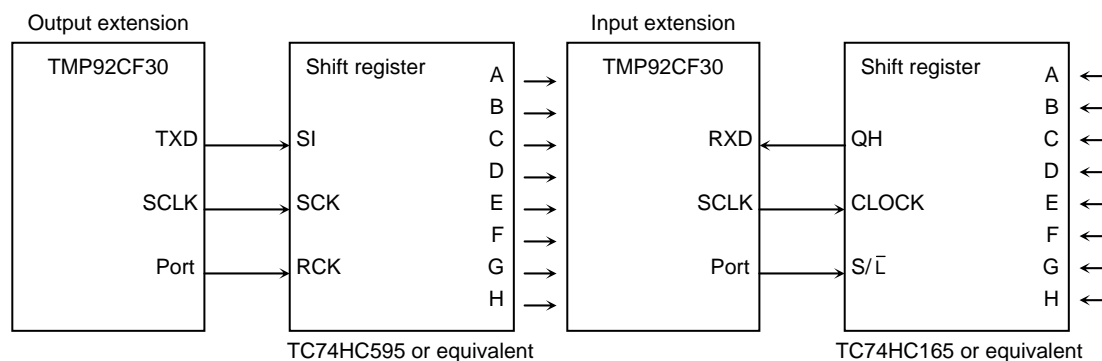 Output extension
TMP92CF30
TXD
SCLK
Port
Shift register
SI
SCK
RCK
A
B
C
D
E
F
G
H
TC74HC595 or equivalent
Input extension
TMP92CF30
RXD
SCLK
Port
Shift register
QH
CLOCK
S/L̅
A
B
C
D
E
F
G
H
TC74HC165 or equivalent